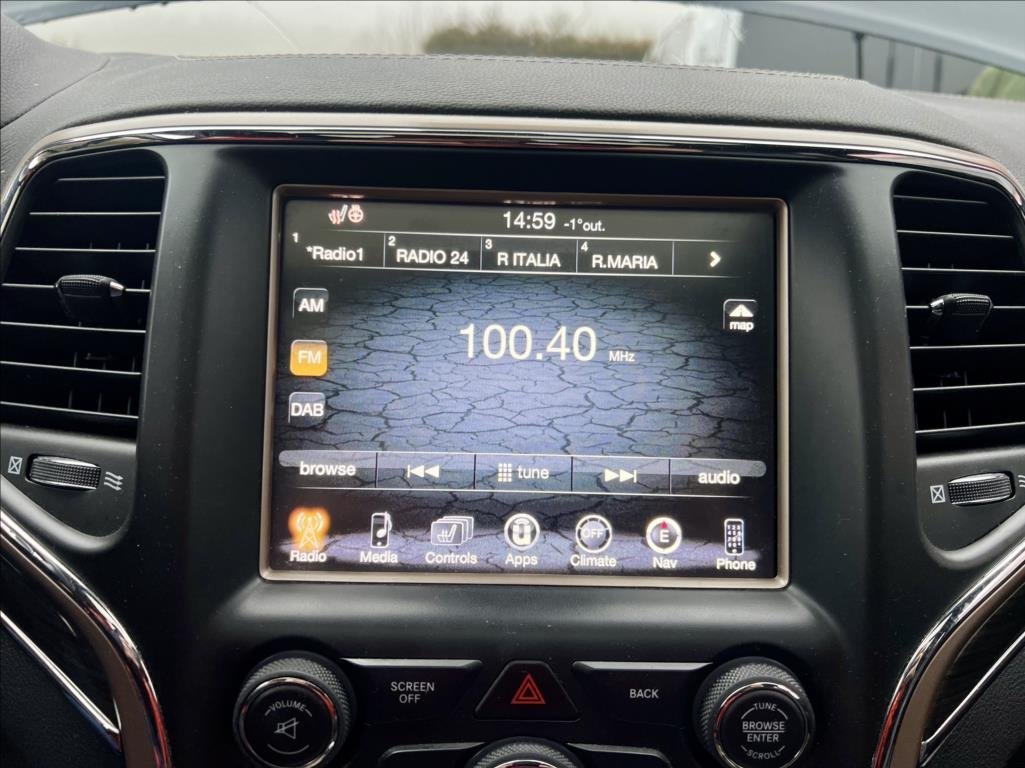 14:59 -1°out.
1 *Radio1 2 RADIO 24 3 R ITALIA 4 R.MARIA
AM
map
100.40 MHz
FM
DAB
browse tune audio
OFF E
Radio Media Controls Apps Climate Nav Phone
VOLUME
SCREEN OFF
BACK
TUNE
BROWSE
ENTER
SCROLL